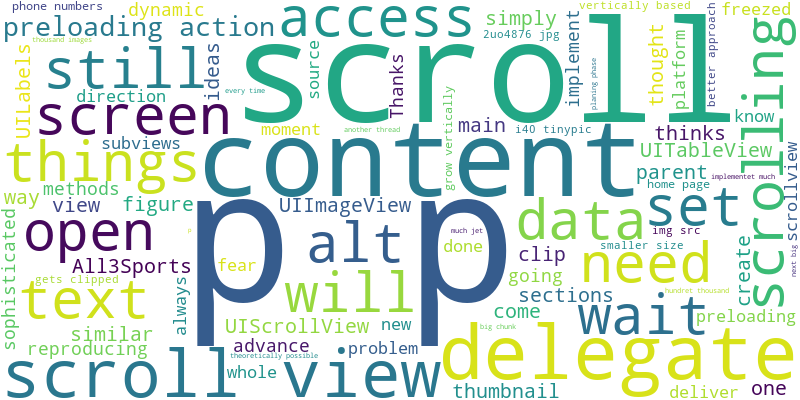 phone numbers
dynamic
access
simply
vertically based
freezed
preloading action
2uo4876 jpg
thousand images
scroll
still
UILabels
ideas
source
Thanks
implement
thought
platform
better approach
scrolling
direction
every time
planing phase
screen
moment
main
i40 tinypic
know
subviews
another thread
grow vertically
thinks
things
content
UITableView
scrollview
parent
implementet much
methods
home page
way
view
figure
UIImageView
data
set
sophisticated
open
p p
much jet
img src
alt
done
clip
smaller size
All3Sports
fear
need
create
next big
gets clipped
always
will
going
sections
hundret thousand
text
come
wait
preloading
similar
UIScrollView
new
big chunk
reproducing
advance
problem
delegate
theoretically possible
whole
scroll view
thumbnail
deliver
one
p